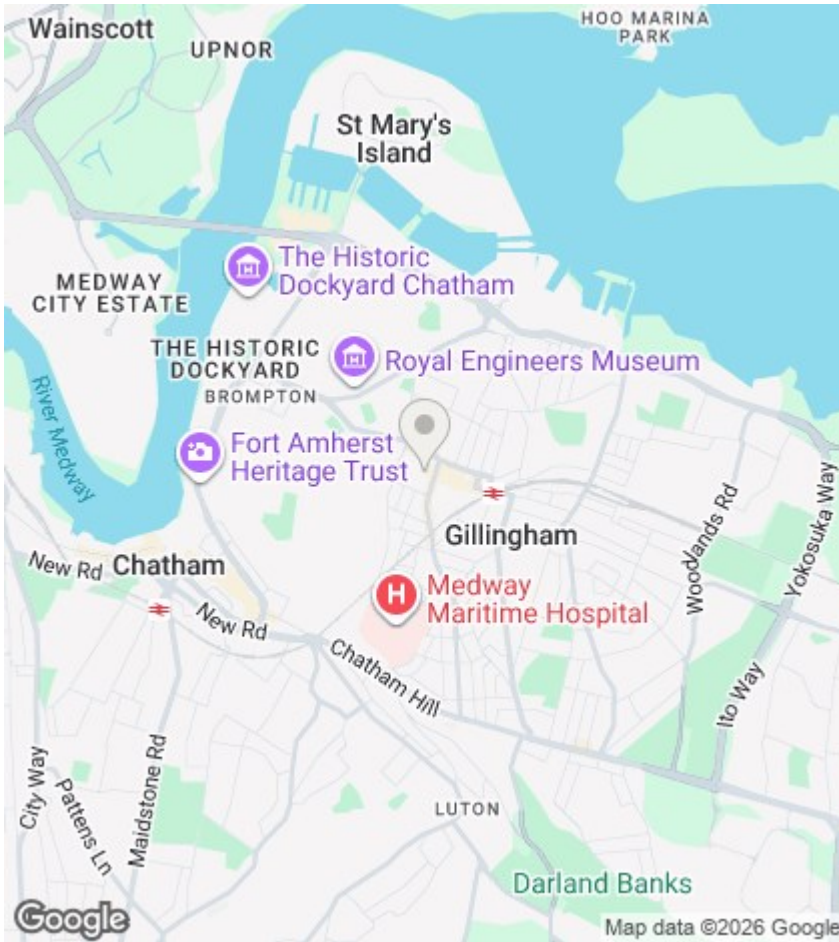 Wainscott
UPNOR
HOO MARINA
PARK
St Mary's
Island
The Historic
Dockyard Chatham
MEDWAY
CITY ESTATE
THE HISTORIC
DOCKYARD
Royal Engineers Museum
BROMPTON
River Medway
Fort Amherst
Heritage Trust
Gillingham
Woodlands Rd
Yokosuka Way
New Rd
Chatham
H
Medway
Maritime Hospital
New Rd
Chatham Hill
Ito Way
City Way
Pattens Ln
Maidstone Rd
LUTON
Darland Banks
Google
Map data ©2026 Google